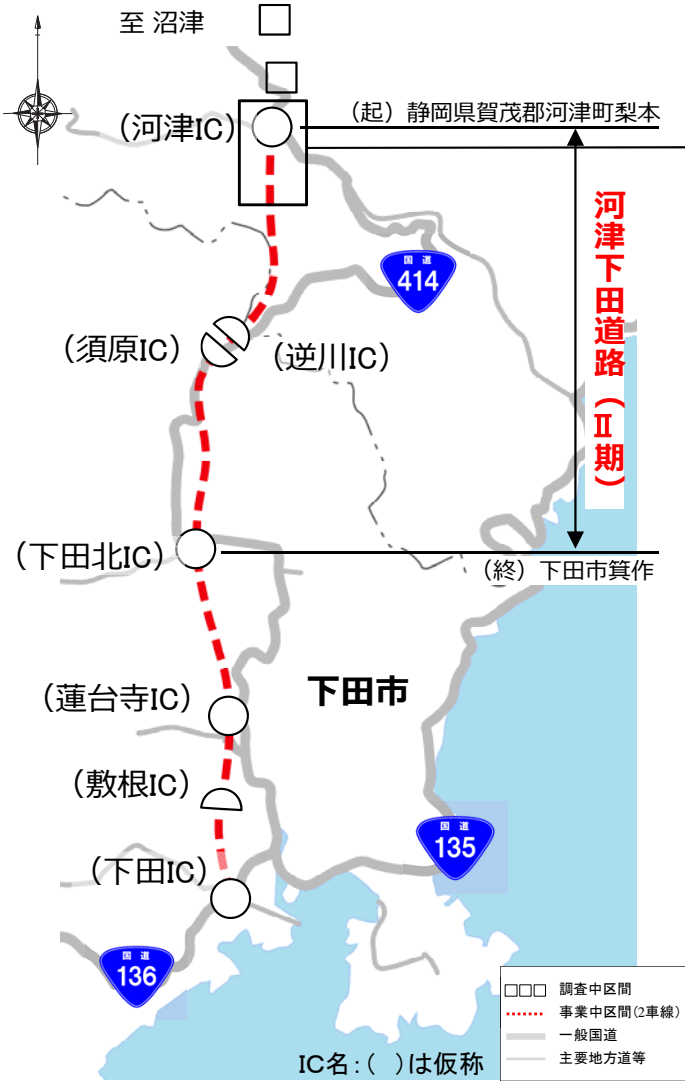 至 沼津
(起)静岡県賀茂郡河津町梨本
(河津IC)
河津下田道路(Ⅱ期)
国道
414
(須原IC)
(逆川IC)
(下田北IC)
(終)下田市箕作
下田市
(蓮台寺IC)
(敷根IC)
国道
135
(下田IC)
国道
136
調査中区間
事業中区間(2車線)
一般国道
主要地方道等
IC名:( )は仮称